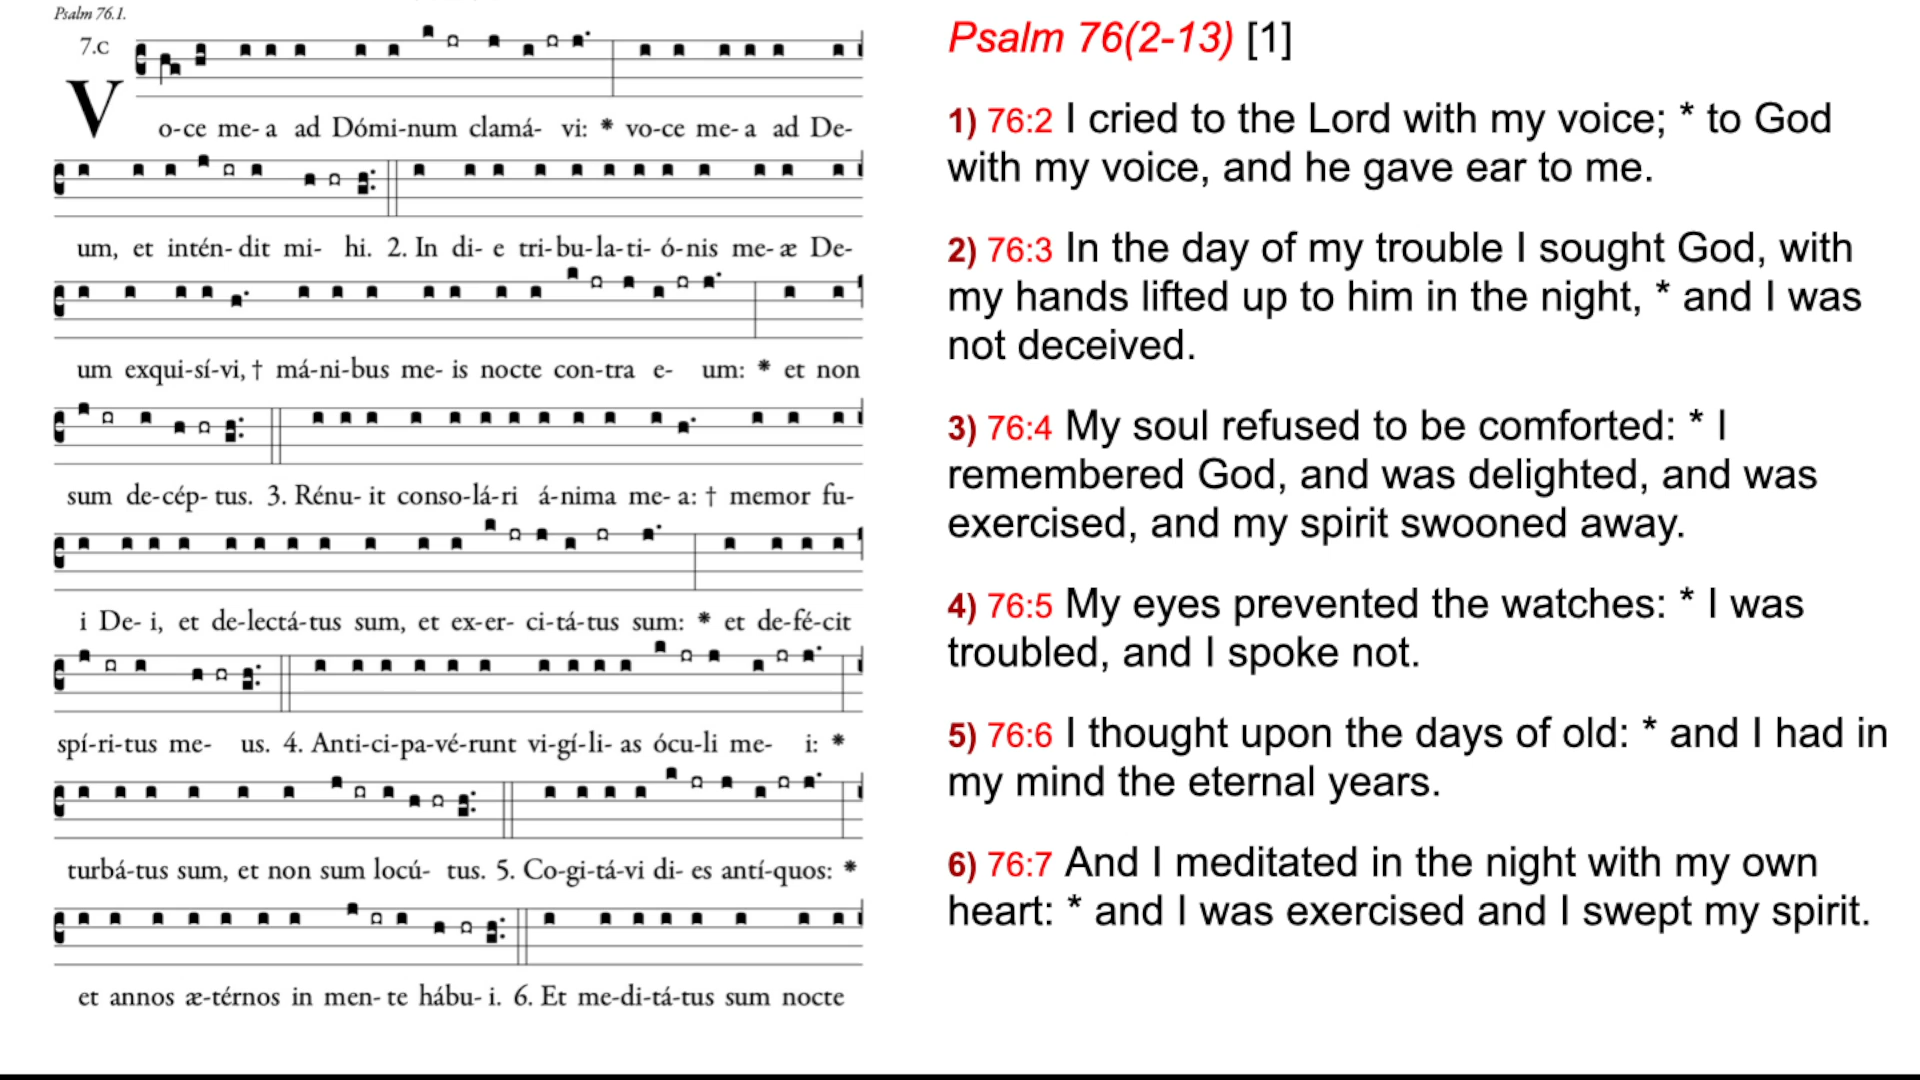 Psalm 76.1.
7.c
Vo-ce me- a ad Dómi-num clamá- vi: * vo-ce me- a ad De-
um, et intén- dit mi- hi. 2. In di- e tri-bu-la-ti- ó-nis me- æ De-
um exqui-sí-vi, † má-ni-bus me- is nocte con-tra e- um: * et non
sum de-cép- tus. 3. Rénu- it conso-lá-ri á-nima me- a: † memor fu-
i De- i, et de-lectá-tus sum, et ex-er- ci-tá-tus sum: * et de-fé-cit
spí-ri-tus me- us. 4. Anti-ci-pa-vé-runt vi-gí-li- as ócu-li me- i: *
turbá-tus sum, et non sum locú- tus. 5. Co-gi-tá-vi di- es antí-quos: *
et annos æ-térnos in men- te hábu- i. 6. Et me-di-tá-tus sum nocte
Psalm 76(2-13) [1]
1) 76:2 I cried to the Lord with my voice; * to God
with my voice, and he gave ear to me.
2) 76:3 In the day of my trouble I sought God, with
my hands lifted up to him in the night, * and I was
not deceived.
3) 76:4 My soul refused to be comforted: * I
remembered God, and was delighted, and was
exercised, and my spirit swooned away.
4) 76:5 My eyes prevented the watches: * I was
troubled, and I spoke not.
5) 76:6 I thought upon the days of old: * and I had in
my mind the eternal years.
6) 76:7 And I meditated in the night with my own
heart: * and I was exercised and I swept my spirit.